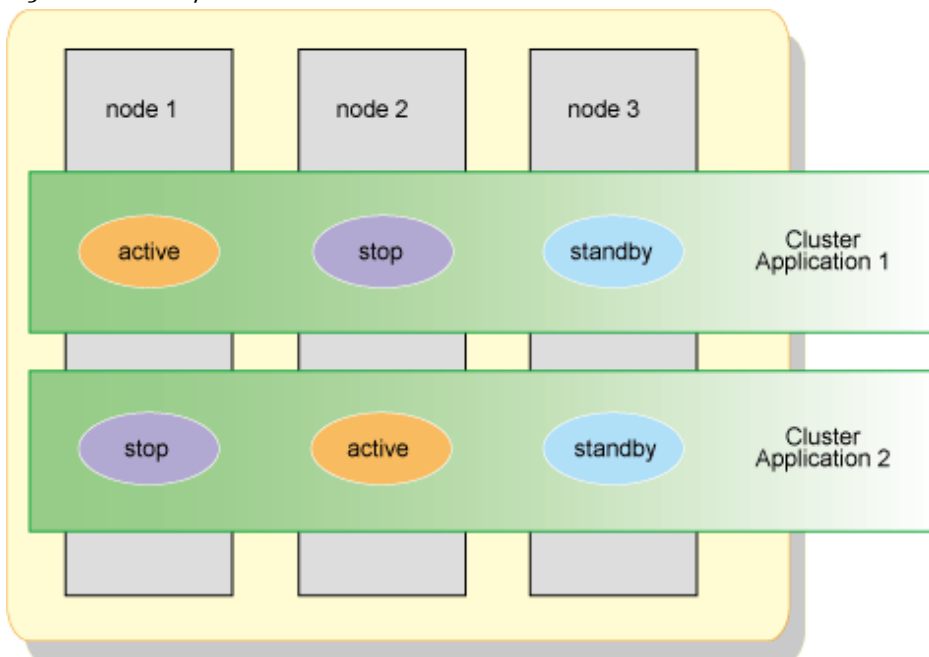 node 1
node 2
node 3
active
stop
standby
Cluster
Application 1
stop
active
standby
Cluster
Application 2